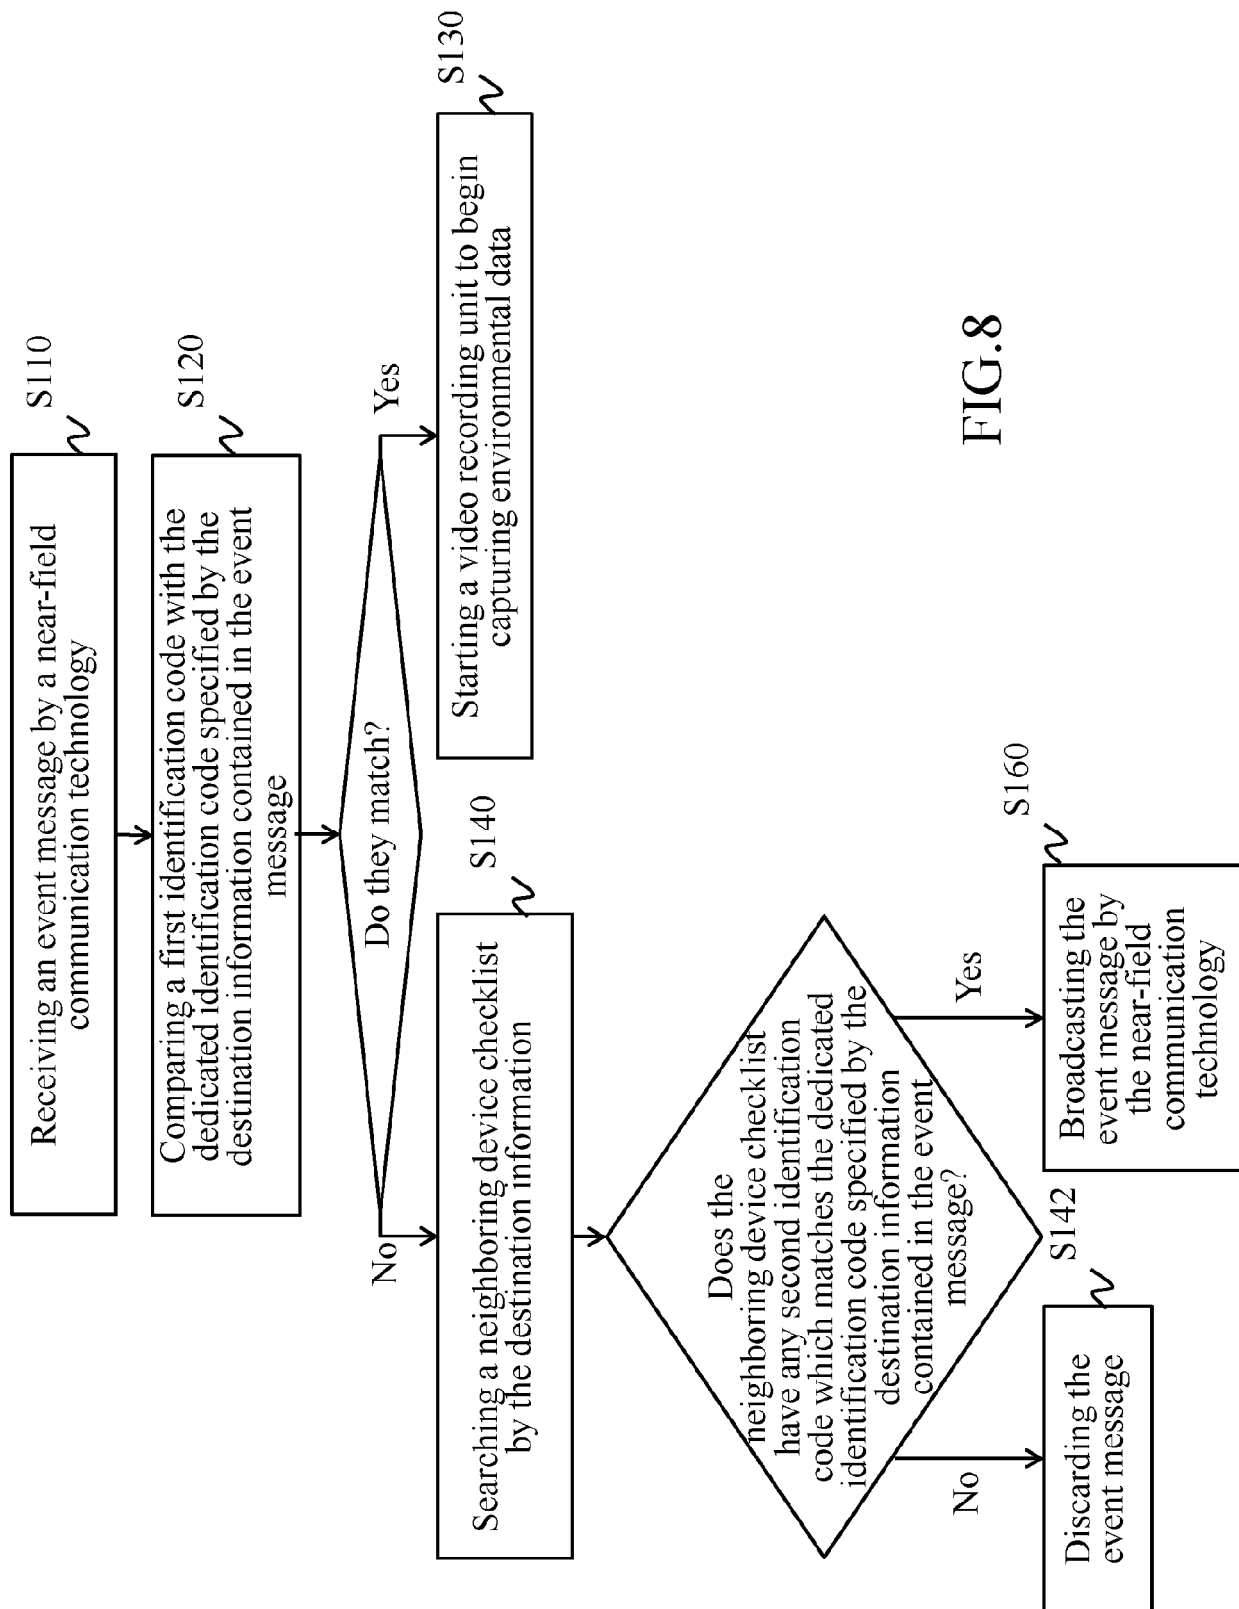 S110
Receiving an event message by a near-field
communication technology
S120
Comparing a first identification code with the
dedicated identification code specified by the
destination information contained in the event
message
Do they match?
Yes
No
S130
Starting a video recording unit to begin
capturing environmental data
S140
Searching a neighboring device checklist
by the destination information
Does the
neighboring device checklist
have any second identification
code which matches the dedicated
identification code specified by the
destination information
contained in the event
message?
No
Yes
S142
Discarding the
event message
S160
Broadcasting the
event message by
the near-field
communication
technology
FIG.8